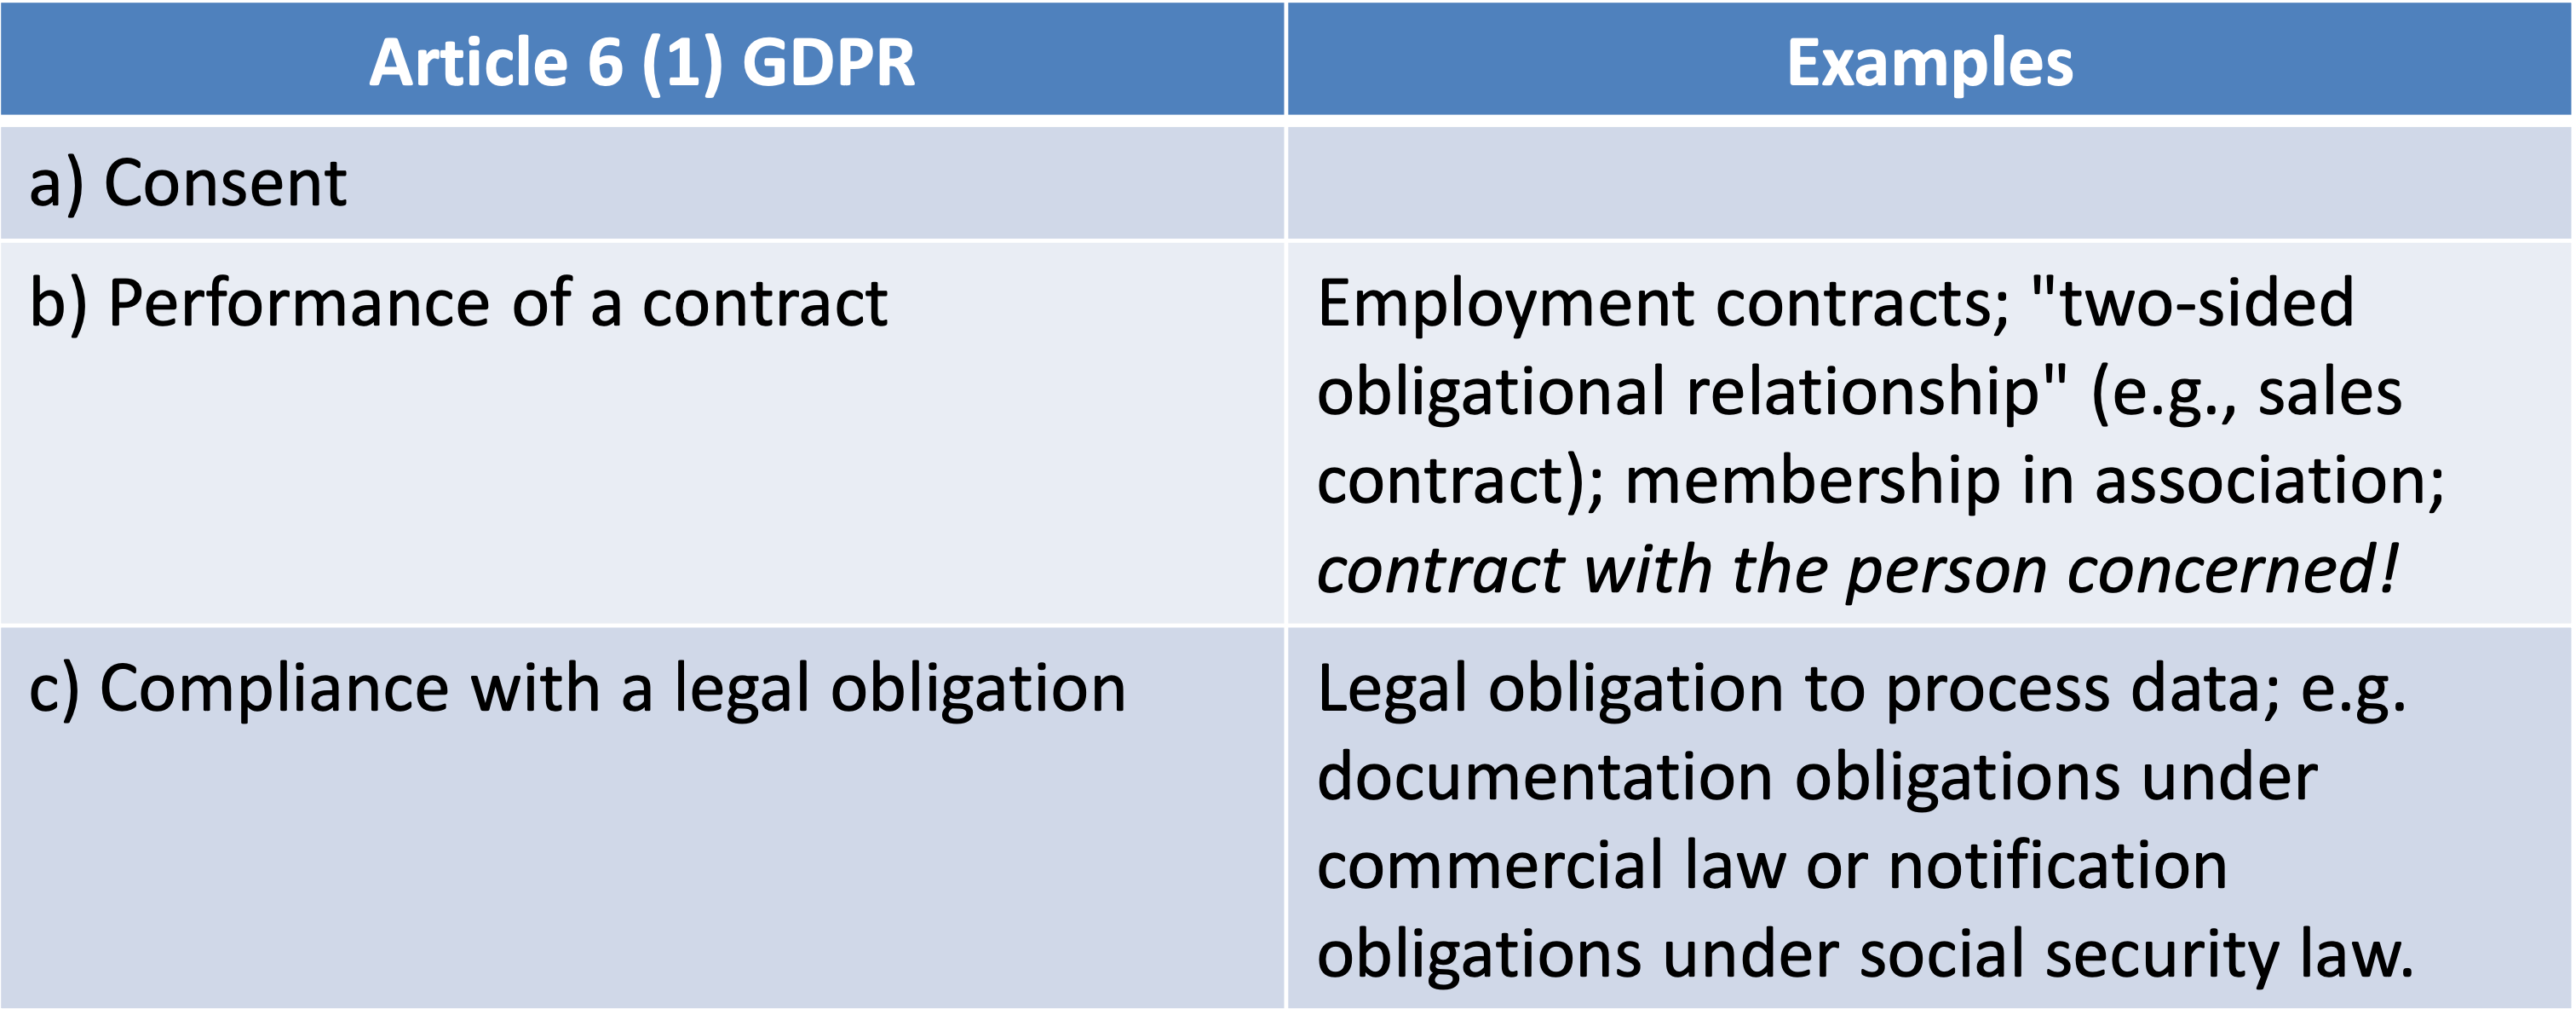 Article 6 (1) GDPR
Examples
a) Consent
b) Performance of a contract
Employment contracts; "two-sided
obligational relationship" (e.g., sales
contract); membership in association;
contract with the person concerned!
c) Compliance with a legal obligation
Legal obligation to process data; e.g.
documentation obligations under
commercial law or notification
obligations under social security law.